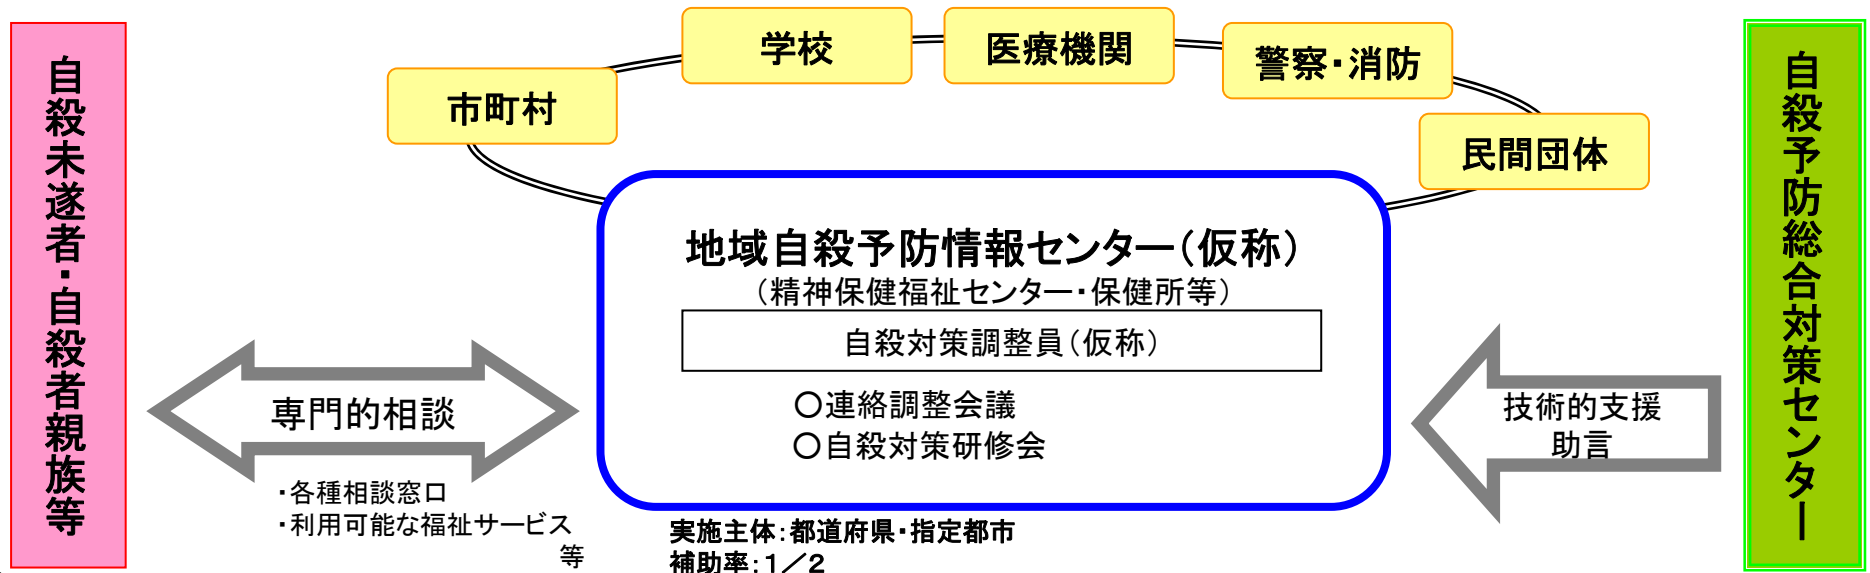 自殺未遂者・自殺者親族等
市町村
学校
医療機関
警察・消防
民間団体
地域自殺予防情報センター（仮称）
（精神保健福祉センター・保健所等）
自殺対策調整員（仮称）
○連絡調整会議
○自殺対策研修会
専門的相談
・各種相談窓口
・利用可能な福祉サービス
等
実施主体：都道府県・指定都市
補助率：１／２
技術的支援
助言
自殺予防総合対策センター